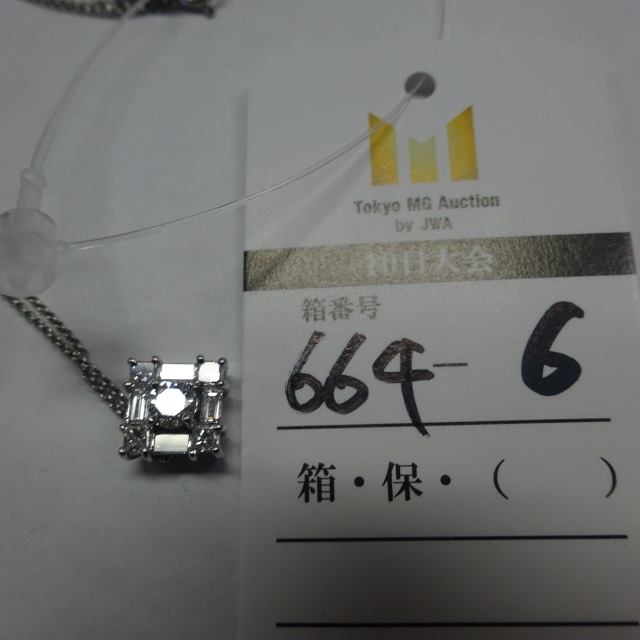 Tokyo MG Auction
by JWA
10日大会
箱番号
664-6
箱・保・（　　）